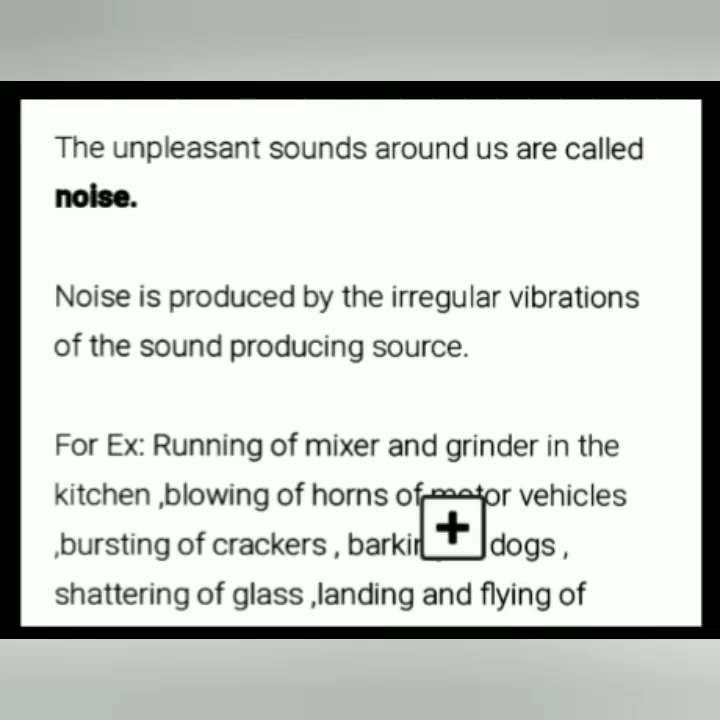 The unpleasant sounds around us are called
noise.
Noise is produced by the irregular vibrations
of the sound producing source.
For Ex: Running of mixer and grinder in the
kitchen ,blowing of horns of motor vehicles
,bursting of crackers , dogs ,
shattering of glass ,landing and flying of